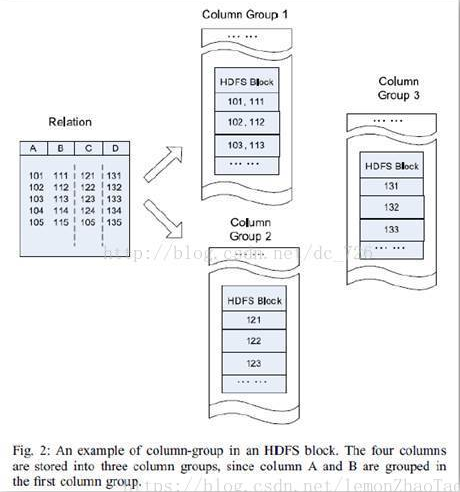 Column Group 1
... ...
HDFS Block
101, 111
102, 112
103, 113
... ...
Relation
A B C D
101 111 121 131
102 112 122 132
103 113 123 133
104 114 124 134
105 115 105 135
Column
Group 2
HDFS Block
121
122
123
... ...
Column
Group 3
... ...
HDFS Block
131
132
133
... ...
http://blog.csdn.net/dc_726
Fig. 2: An example of column-group in an HDFS block. The four columns
are stored into three column groups, since column A and B are grouped in
the first column group.
https://blog.csdn.net/lemonZhaoTao